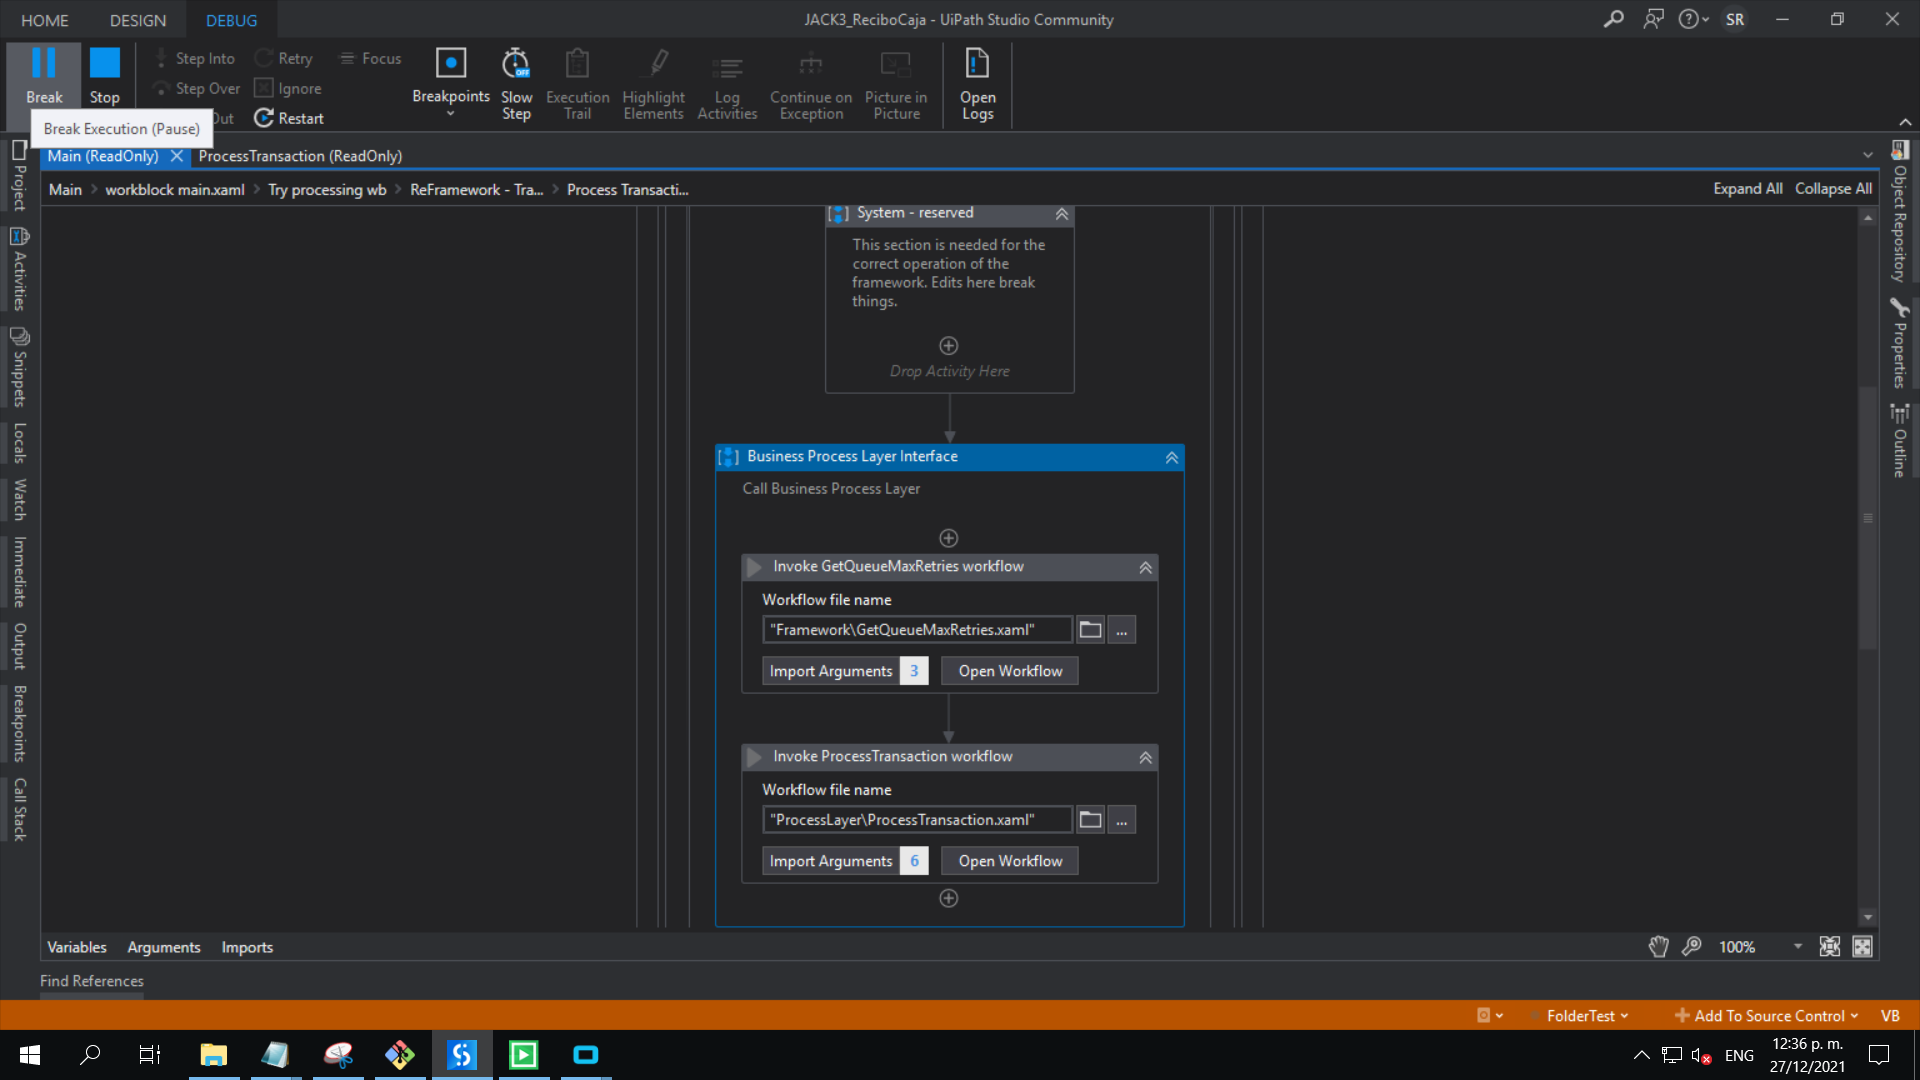 HOME DESIGN DEBUG JACK3_ReciboCaja - UiPath Studio Community SR
Break
Stop
Step Into
Step Over
Out
Retry
Ignore
Restart
Focus
Breakpoints
Slow
Step
OFF
Execution
Trail
Highlight
Elements
Log
Activities
Continue on
Exception
Picture in
Picture
Open
Logs
Break Execution (Pause)
Main (ReadOnly) ProcessTransaction (ReadOnly)
Main > workblock main.xaml > Try processing wb > ReFramework - Tra... > Process Transacti...
Expand All Collapse All
Project
Activities
Snippets
Locals
Watch
Immediate
Output
Breakpoints
Call Stack
System - reserved
This section is needed for the
correct operation of the
framework. Edits here break
things.
Drop Activity Here
Business Process Layer Interface
Call Business Process Layer
Invoke GetQueueMaxRetries workflow
Workflow file name
"Framework\GetQueueMaxRetries.xaml" ...
Import Arguments 3 Open Workflow
Invoke ProcessTransaction workflow
Workflow file name
"ProcessLayer\ProcessTransaction.xaml" ...
Import Arguments 6 Open Workflow
Object Repository
Properties
Outline
Variables Arguments Imports 100%
Find References
FolderTest Add To Source Control VB
ENG
12:36 p. m.
27/12/2021